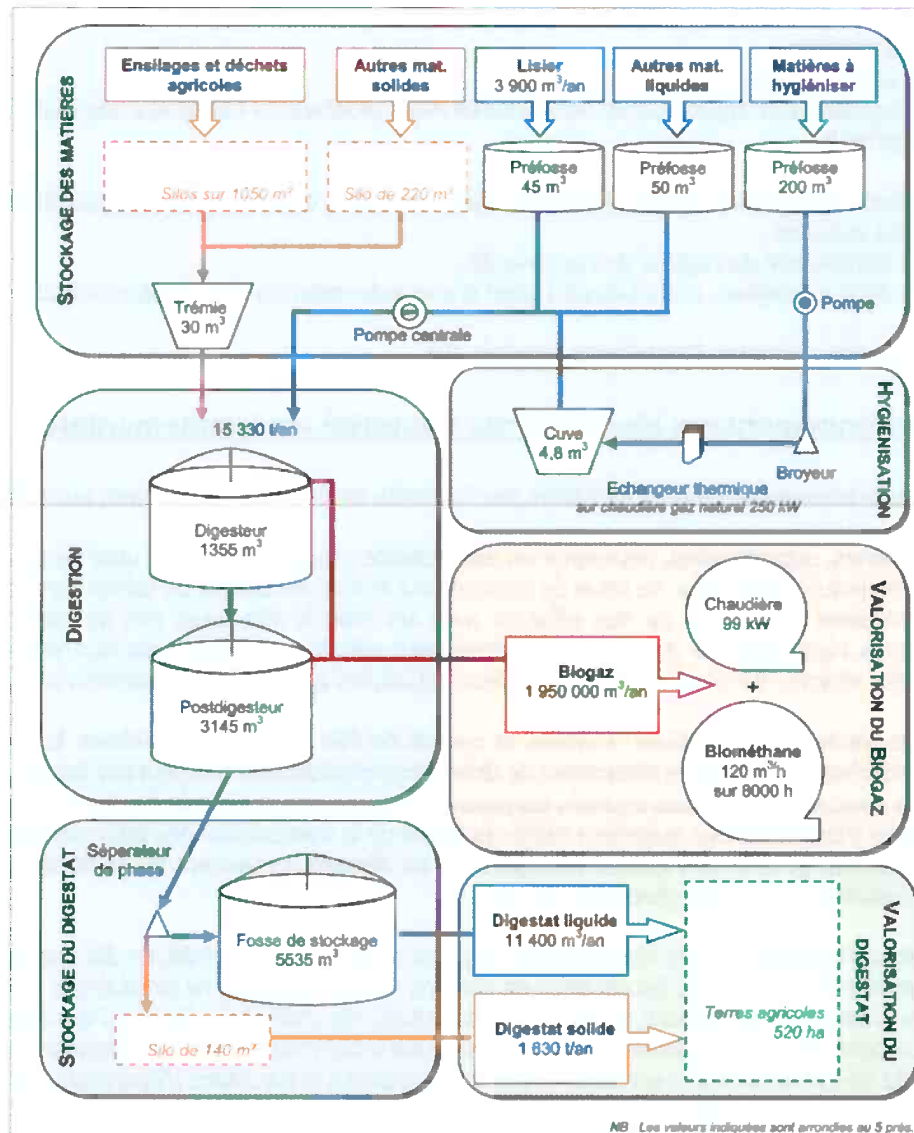 STOCKAGE DES MATIERES
Ensilages et déchets
agricoles
Autres mat.
solides
Lisier
3 900 m³/an
Autres mat.
liquides
Matières à
hygiéniser
Silos sur 1050 m²
Silo de 220 m²
Préfosse
45 m³
Préfosse
50 m³
Préfosse
200 m³
Trémie
30 m³
Pompe centrale
Pompe
HYGIENISATION
Cuve
4,8 m³
Broyeur
Echangeur thermique
sur chaudière gaz naturel 250 kW
DIGESTION
15 330 t/an
Digesteur
1355 m³
Postdigesteur
3145 m³
VALORISATION DU BIOGAZ
Biogaz
1 950 000 m³/an
Chaudière
99 kW
+
Biométhane
120 m³/h
sur 8000 h
STOCKAGE DU DIGESTAT
Séparateur
de phase
Fosse de stockage
5535 m³
Silo de 140 m²
VALORISATION DU
DIGESTAT
Digestat liquide
11 400 m³/an
Digestat solide
1 630 t/an
Terres agricoles
520 ha
NB Les valeurs indiquées sont arrondies au 5 près.